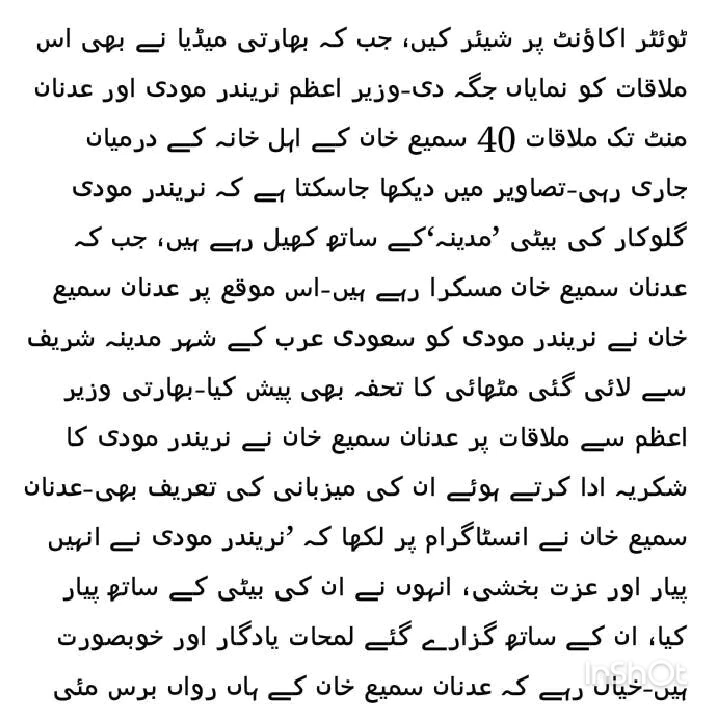 ٹوئٹر اکاؤنٹ پر شیئر کیں، جب کہ بھارتی میڈیا نے بھی اس
ملاقات کو نمایاں جگہ دی-وزیر اعظم نریندر مودی اور عدنان
منٹ تک ملاقات 40 سمیع خان کے اہل خانہ کے درمیان
جاری رہی-تصاویر میں دیکھا جاسکتا ہے کہ نریندر مودی
گلوکار کی بیٹی ’مدینہ‘کے ساتھ کھیل رہے ہیں، جب کہ
عدنان سمیع خان مسکرا رہے ہیں-اس موقع پر عدنان سمیع
خان نے نریندر مودی کو سعودی عرب کے شہر مدینہ شریف
سے لائی گئی مٹھائی کا تحفہ بھی پیش کیا-بھارتی وزیر
اعظم سے ملاقات پر عدنان سمیع خان نے نریندر مودی کا
شکریہ ادا کرتے ہوئے ان کی میزبانی کی تعریف بھی-عدنان
سمیع خان نے انسٹاگرام پر لکھا کہ ’نریندر مودی نے انہیں
پیار اور عزت بخشی، انہوں نے ان کی بیٹی کے ساتھ پیار
کیا، ان کے ساتھ گزارے گئے لمحات یادگار اور خوبصورت
ہیں-خیال رہے کہ عدنان سمیع خان کے ہاں رواں برس مئی
InShOt